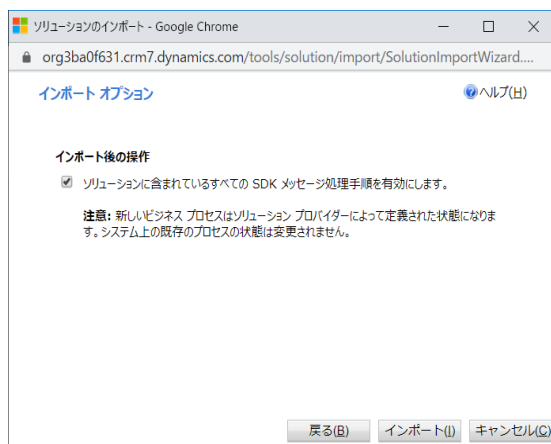 ソリューションのインポート - Google Chrome
org3ba0f631.crm7.dynamics.com/tools/solution/import/SolutionImportWizard....
インポート オプション
ヘルプ(H)
インポート後の操作
ソリューションに含まれているすべての SDK メッセージ処理手順を有効にします。
注意: 新しいビジネス プロセスはソリューション プロバイダーによって定義された状態になりま
す。システム上の既存のプロセスの状態は変更されません。
戻る(B)
インポート(I)
キャンセル(C)